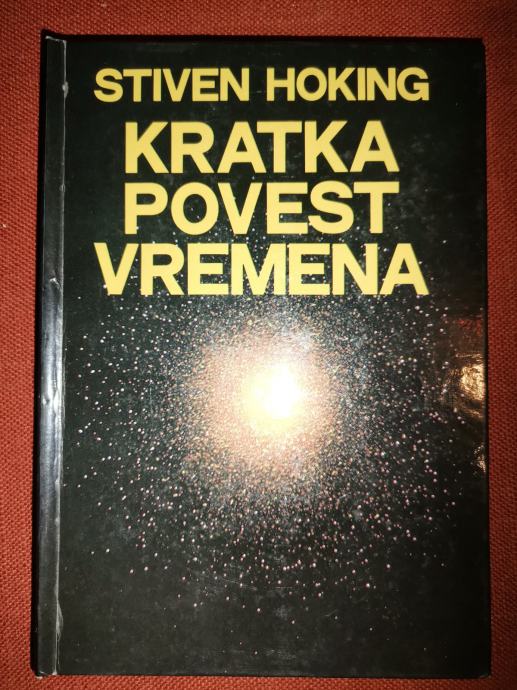 STIVEN HOKING
KRATKA
POVEST
VREMENA